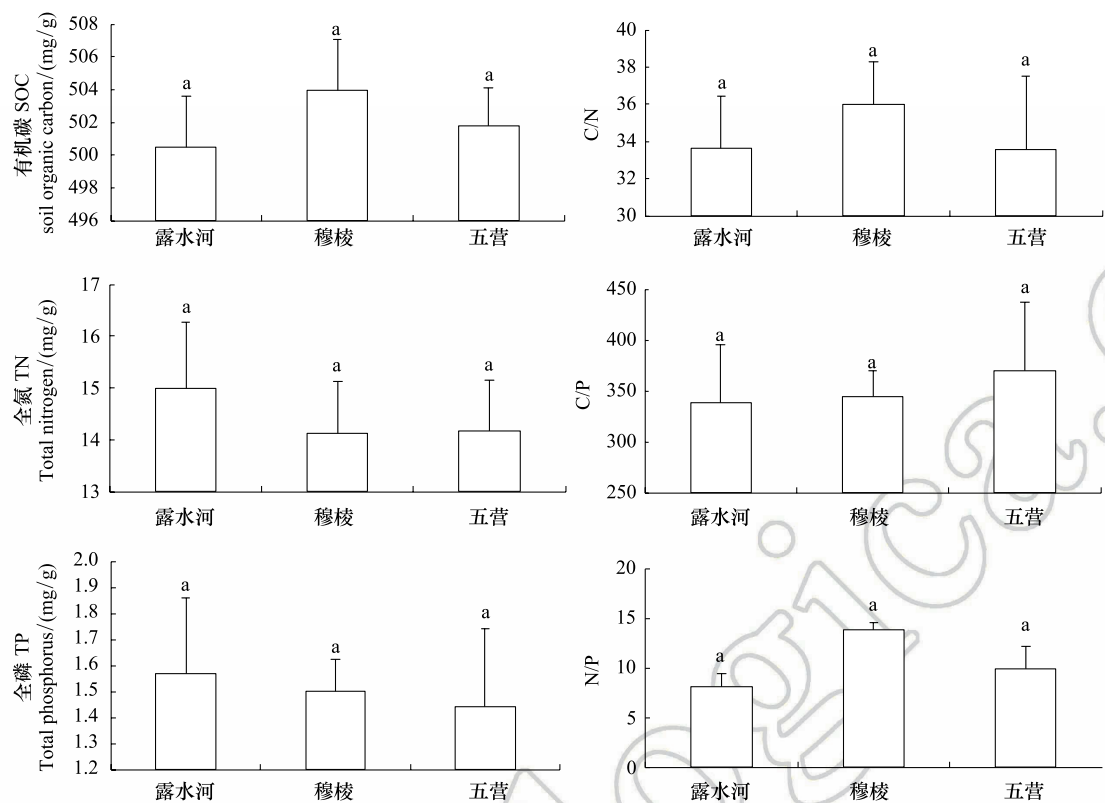 有机碳 SOC
soil organic carbon/(mg/g)
508
506
504
502
500
498
496
a
a
a
露水河
穆棱
五营
C/N
40
38
36
34
32
30
a
a
a
露水河
穆棱
五营
全氮 TN
Total nitrogen/(mg/g)
17
16
15
14
13
a
a
a
露水河
穆棱
五营
C/P
450
400
350
300
250
a
a
a
露水河
穆棱
五营
全磷 TP
Total phosphorus/(mg/g)
2.0
1.9
1.8
1.7
1.6
1.5
1.4
1.3
1.2
a
a
a
露水河
穆棱
五营
N/P
20
15
10
5
0
a
a
a
露水河
穆棱
五营